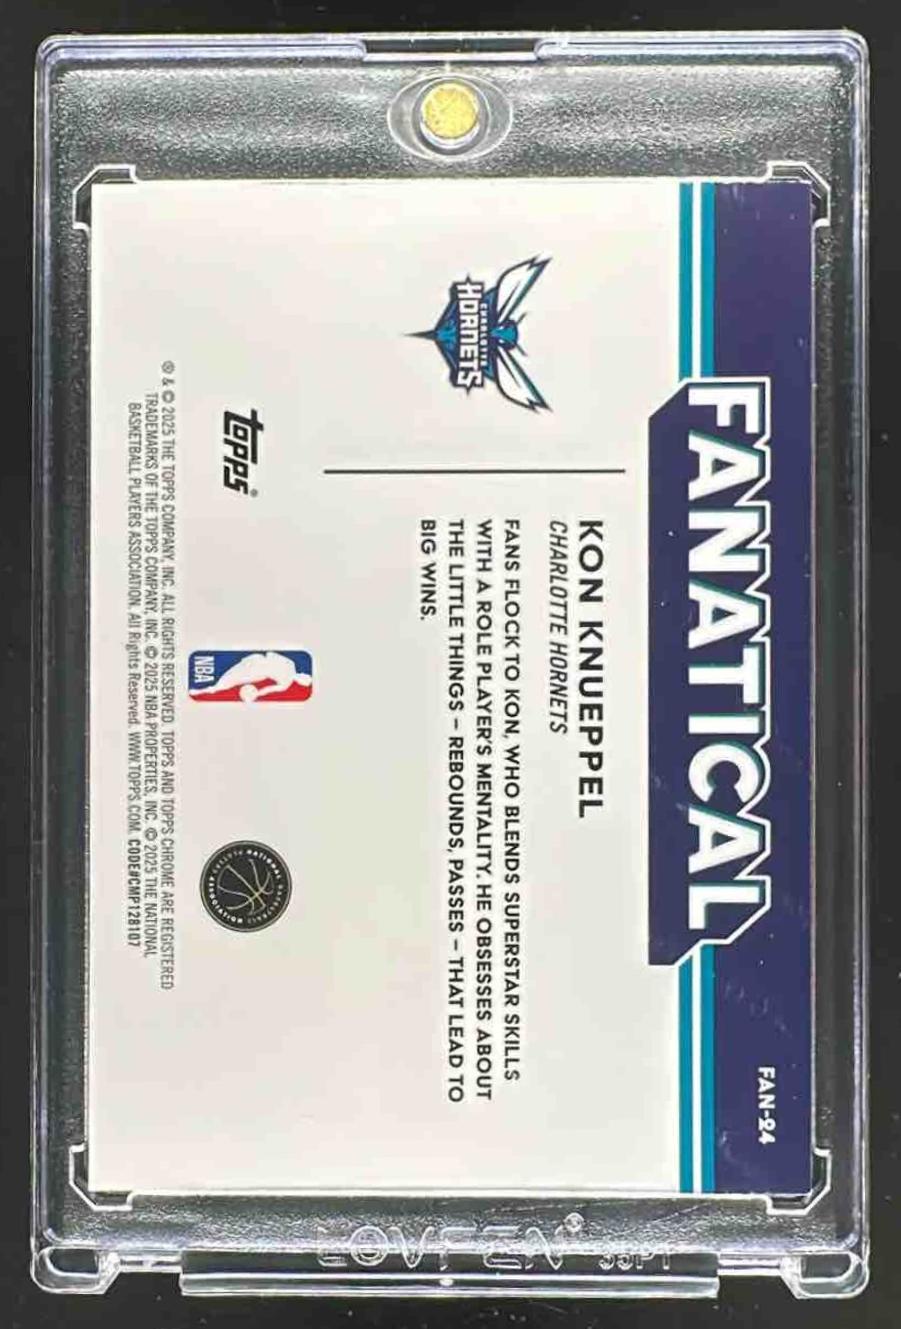 FANATICAL
FAN-24
KON KNUEPPEL
CHARLOTTE HORNETS
FANS FLOCK TO KON, WHO BLENDS SUPERSTAR SKILLS
WITH A ROLE PLAYER'S MENTALITY. HE OBSESSES ABOUT
THE LITTLE THINGS – REBOUNDS, PASSES – THAT LEAD TO
BIG WINS.
CHARLOTTE
HORNETS
topps®
NBA
® & © 2025 THE TOPPS COMPANY, INC. ALL RIGHTS RESERVED. TOPPS AND TOPPS CHROME ARE REGISTERED
TRADEMARKS OF THE TOPPS COMPANY, INC. © 2025 NBA PROPERTIES, INC. © 2025 THE NATIONAL
BASKETBALL PLAYERS ASSOCIATION. All Rights Reserved. WWW.TOPPS.COM. CODE#CMP128107
35PT